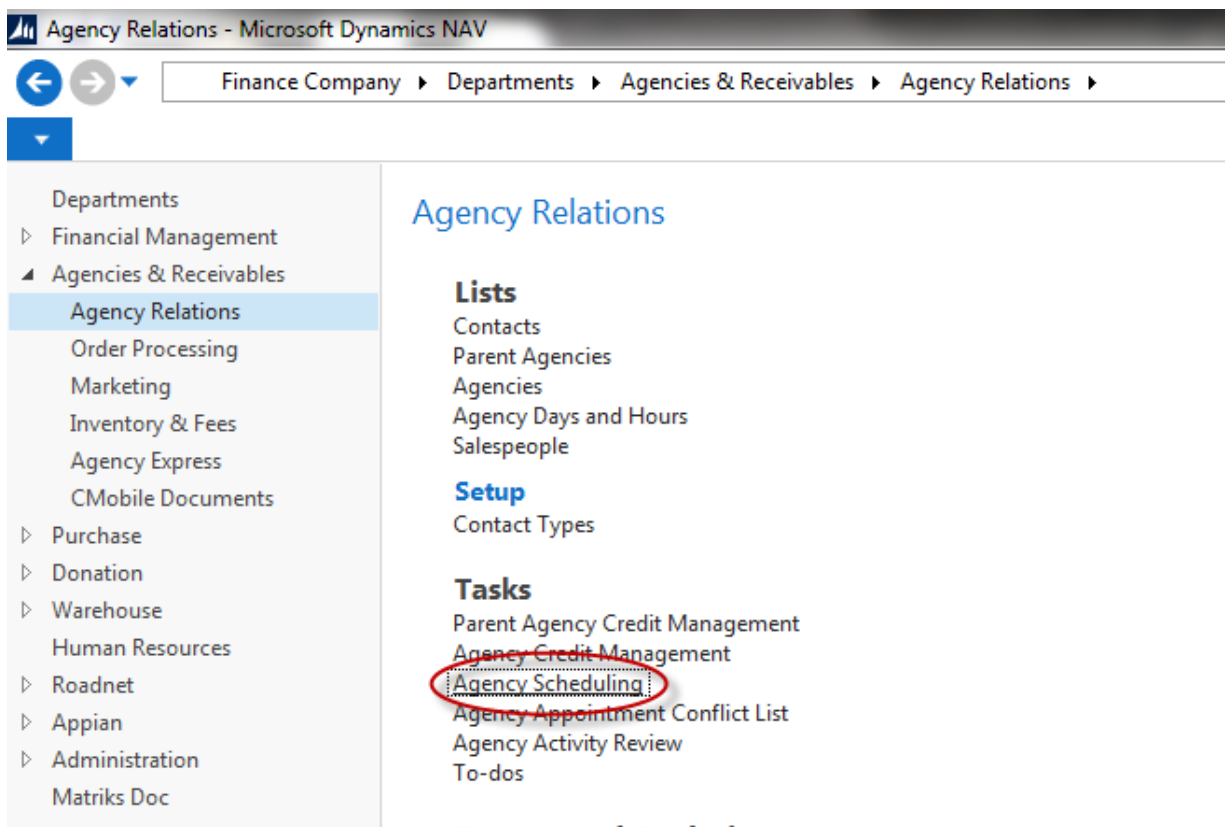 Agency Relations - Microsoft Dynamics NAV
Finance Company Departments Agencies & Receivables Agency Relations
Departments
Financial Management
Agencies & Receivables
Agency Relations
Order Processing
Marketing
Inventory & Fees
Agency Express
CMobile Documents
Purchase
Donation
Warehouse
Human Resources
Roadnet
Appian
Administration
Matriks Doc
Agency Relations
Lists
Contacts
Parent Agencies
Agencies
Agency Days and Hours
Salespeople
Setup
Contact Types
Tasks
Parent Agency Credit Management
Agency Credit Management
Agency Scheduling
Agency Appointment Conflict List
Agency Activity Review
To-dos